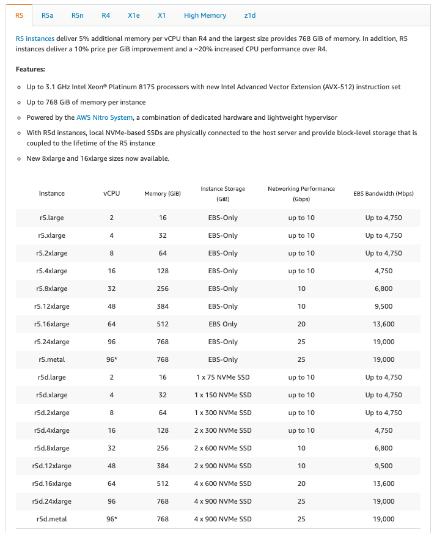 R5 R5a R5n R4 X1e X1 High Memory z1d
R5 instances deliver 5% additional memory per vCPU than R4 and the largest size provides 768 GiB of memory. In addition, R5
instances deliver a 10% price per GiB improvement and a ~20% increased CPU performance over R4.
Features:
Up to 3.1 GHz Intel Xeon® Platinum 8175 processors with new Intel Advanced Vector Extension (AVX-512) instruction set
Up to 768 GiB of memory per instance
Powered by the AWS Nitro System, a combination of dedicated hardware and lightweight hypervisor
With R5d instances, local NVMe-based SSDs are physically connected to the host server and provide block-level storage that is
coupled to the lifetime of the R5 instance
New 8xlarge and 16xlarge sizes now available.
Instance vCPU Memory (GiB) Instance Storage (GiB) Networking Performance (Gbps) EBS Bandwidth (Mbps)
r5.large 2 16 EBS-Only up to 10 Up to 4,750
r5.xlarge 4 32 EBS-Only up to 10 Up to 4,750
r5.2xlarge 8 64 EBS-Only up to 10 Up to 4,750
r5.4xlarge 16 128 EBS-Only up to 10 4,750
r5.8xlarge 32 256 EBS-Only 10 6,800
r5.12xlarge 48 384 EBS-Only 10 9,500
r5.16xlarge 64 512 EBS Only 20 13,600
r5.24xlarge 96 768 EBS-Only 25 19,000
r5.metal 96* 768 EBS-Only 25 19,000
r5d.large 2 16 1 x 75 NVMe SSD up to 10 Up to 4,750
r5d.xlarge 4 32 1 x 150 NVMe SSD up to 10 Up to 4,750
r5d.2xlarge 8 64 1 x 300 NVMe SSD up to 10 Up to 4,750
r5d.4xlarge 16 128 2 x 300 NVMe SSD up to 10 4,750
r5d.8xlarge 32 256 2 x 600 NVMe SSD 10 6,800
r5d.12xlarge 48 384 2 x 900 NVMe SSD 10 9,500
r5d.16xlarge 64 512 4 x 600 NVMe SSD 20 13,600
r5d.24xlarge 96 768 4 x 900 NVMe SSD 25 19,000
r5d.metal 96* 768 4 x 900 NVMe SSD 25 19,000